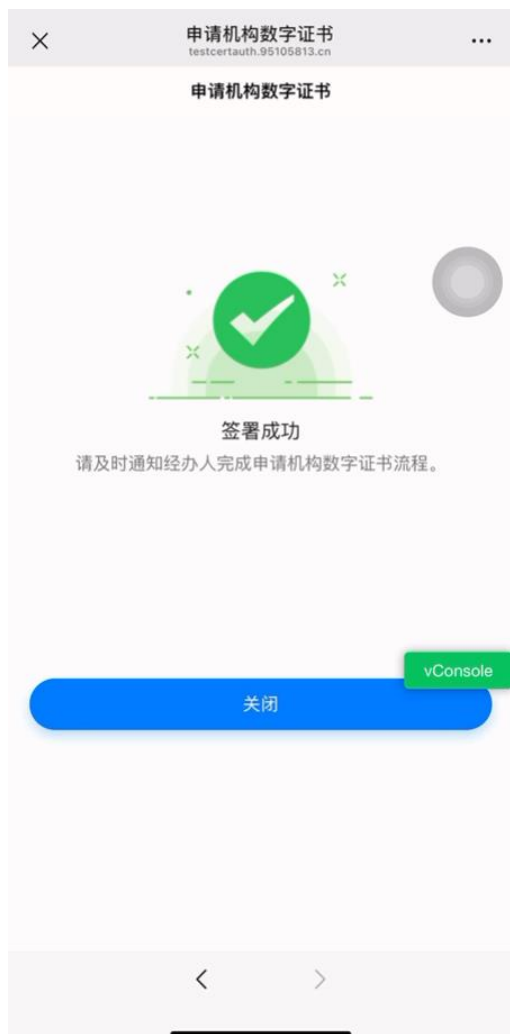 申请机构数字证书
testcertauth.95105813.cn
申请机构数字证书
签署成功
请及时通知经办人完成申请机构数字证书流程。
vConsole
关闭